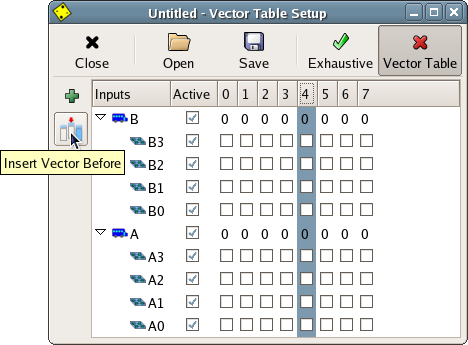 Untitled - Vector Table Setup
Close Open Save Exhaustive Vector Table
Inputs Active 0 1 2 3 4 5 6 7
B 0 0 0 0 0 0 0 0
B3
Insert Vector Before B2
B1
B0
A 0 0 0 0 0 0 0 0
A3
A2
A1
A0